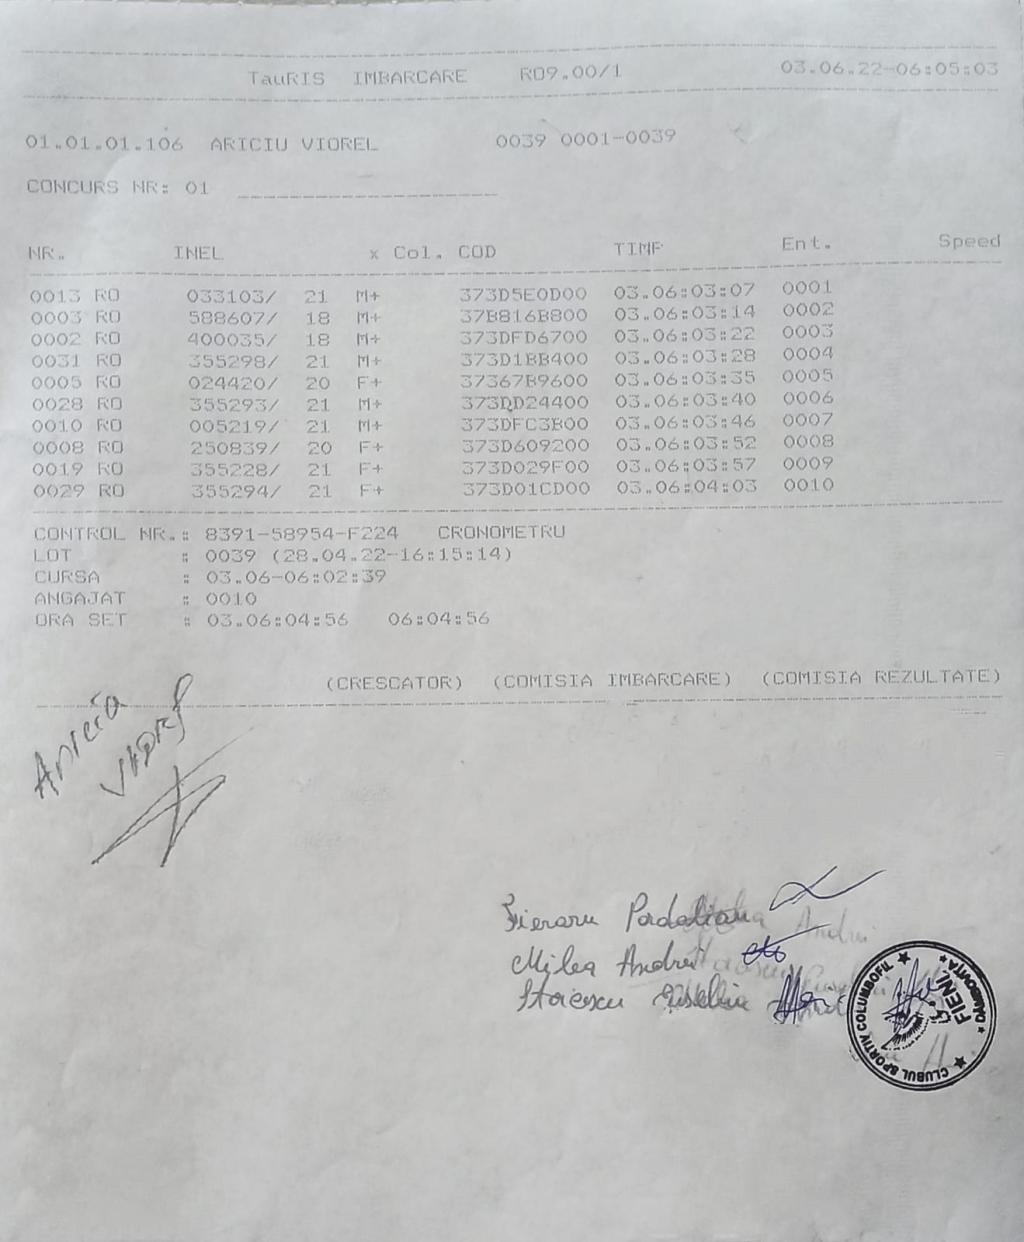 TauRIS IMBARCARE RO9.00/1 03.06.22-06:05:03
01.01.01.106 ARICIU VIOREL 0039 0001-0039
CONCURS NR: 01
NR. INEL x Col. COD TIMP Ent. Speed
0013 RO 033103/ 21 M+ 373D5E0D00 03.06:03:07 0001
0003 RO 588607/ 18 M+ 37B816B800 03.06:03:14 0002
0002 RO 400035/ 18 M+ 373DFD6700 03.06:03:22 0003
0031 RO 355298/ 21 M+ 373D1BB400 03.06:03:28 0004
0005 RO 024420/ 20 F+ 37367B9600 03.06:03:35 0005
0028 RO 355293/ 21 M+ 373DD24400 03.06:03:40 0006
0010 RO 005219/ 21 M+ 373DFC3B00 03.06:03:46 0007
0008 RO 250839/ 20 F+ 373D609200 03.06:03:52 0008
0019 RO 355228/ 21 F+ 373D029F00 03.06:03:57 0009
0029 RO 355294/ 21 F+ 373D01CD00 03.06:04:03 0010
CONTROL NR.: 8391-58954-F224 CRONOMETRU
LOT : 0039 (28.04.22-16:15:14)
CURSA : 03.06-06:02:39
ANGAJAT : 0010
ORA SET : 03.06:04:56 06:04:56
(CRESCATOR) (COMISIA IMBARCARE) (COMISIA REZULTATE)
Ariciu
Viorel
Fieraru
Milea Andrei
Stoicescu
CLUBUL SPORTIV COLUMBOFIL
FIENI
DAMBOVITA